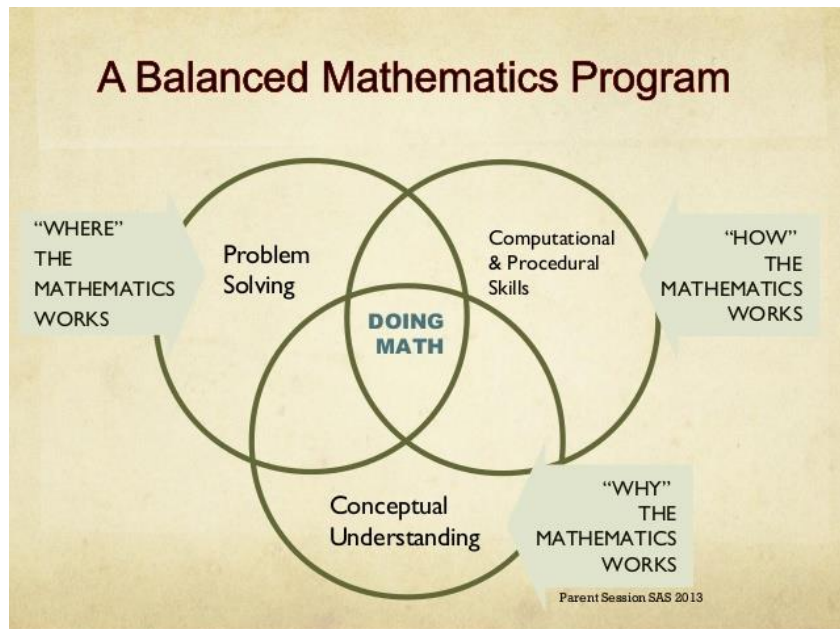 A Balanced Mathematics Program
“WHERE”
THE
MATHEMATICS
WORKS
Problem
Solving
Computational
& Procedural
Skills
“HOW”
THE
MATHEMATICS
WORKS
DOING
MATH
Conceptual
Understanding
“WHY”
THE
MATHEMATICS
WORKS
Parent Session SAS 2013